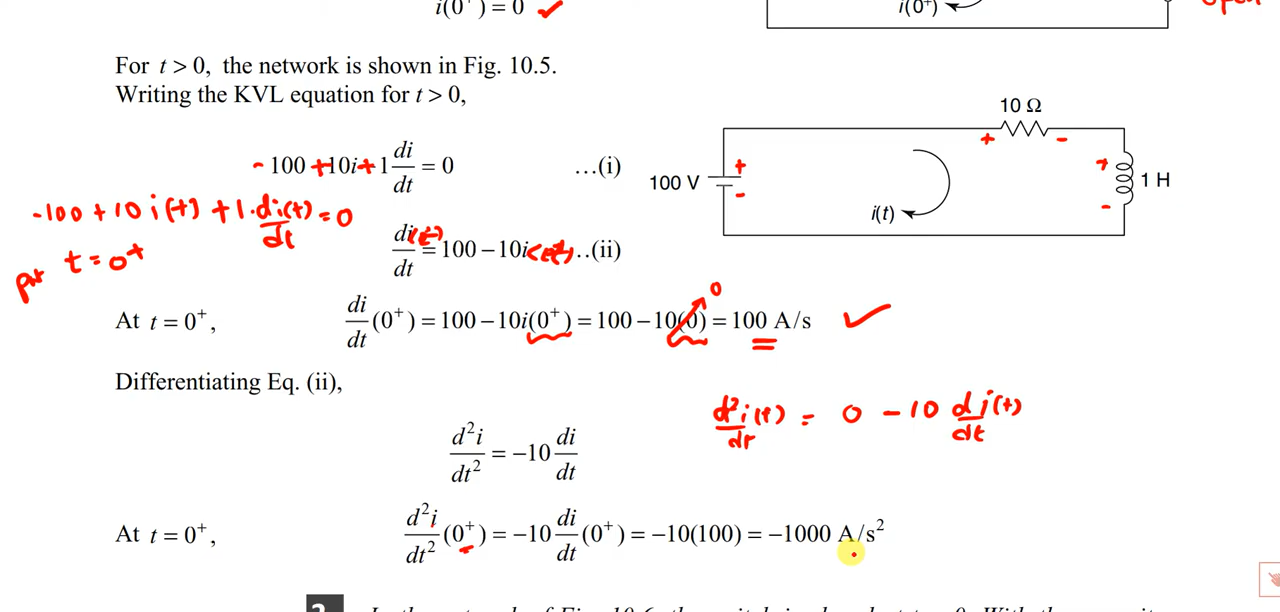 i(0⁺) = 0 ✓
i(0⁺)
For t > 0, the network is shown in Fig. 10.5.
Writing the KVL equation for t > 0,
10 Ω
+ -
- 100 + 10i + 1 di/dt = 0 ...(i)
100 V
+
-
+
-
1 H
i(t)
-100 + 10 i(t) + 1. di(t)/dt = 0
put t = 0⁺
di(t)/dt = 100 – 10i(t) ..(ii)
At t = 0⁺, di/dt (0⁺) = 100 – 10i(0⁺) = 100 – 10(0) = 100 A/s ✓
0
Differentiating Eq. (ii),
d²i(t)/dt = 0 - 10 di(t)/dt
d²i/dt² = –10 di/dt
At t = 0⁺, d²i/dt² (0⁺) = –10 di/dt (0⁺) = –10(100) = –1000 A/s²